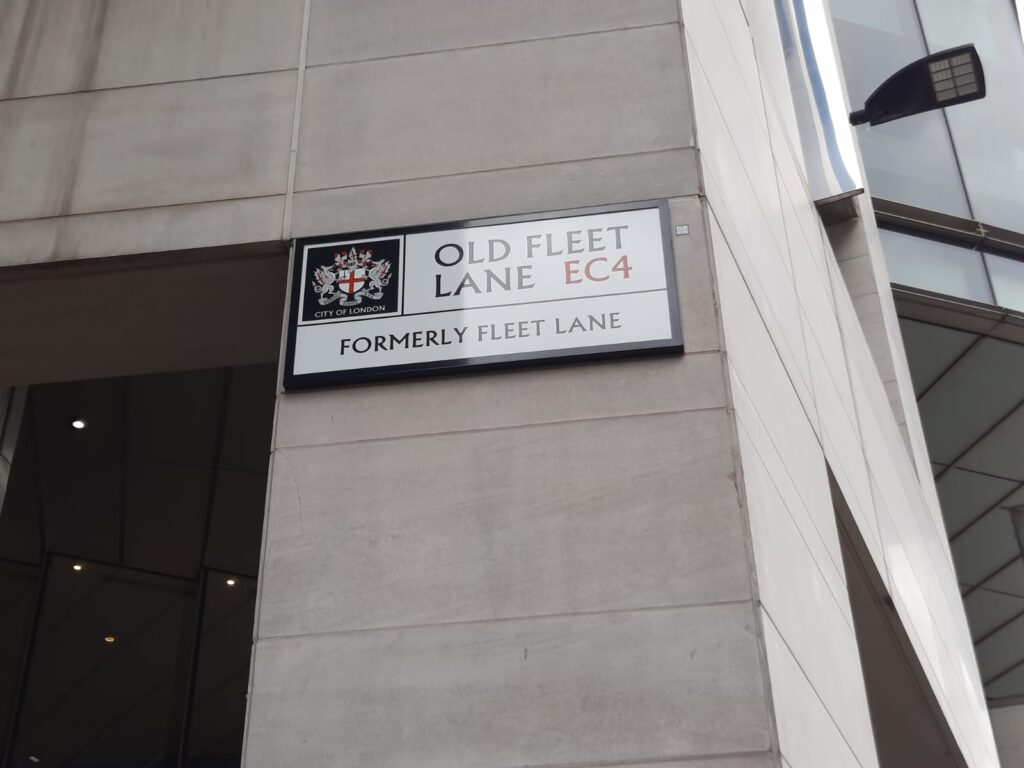 CITY OF LONDON
OLD FLEET
LANE EC4
FORMERLY FLEET LANE